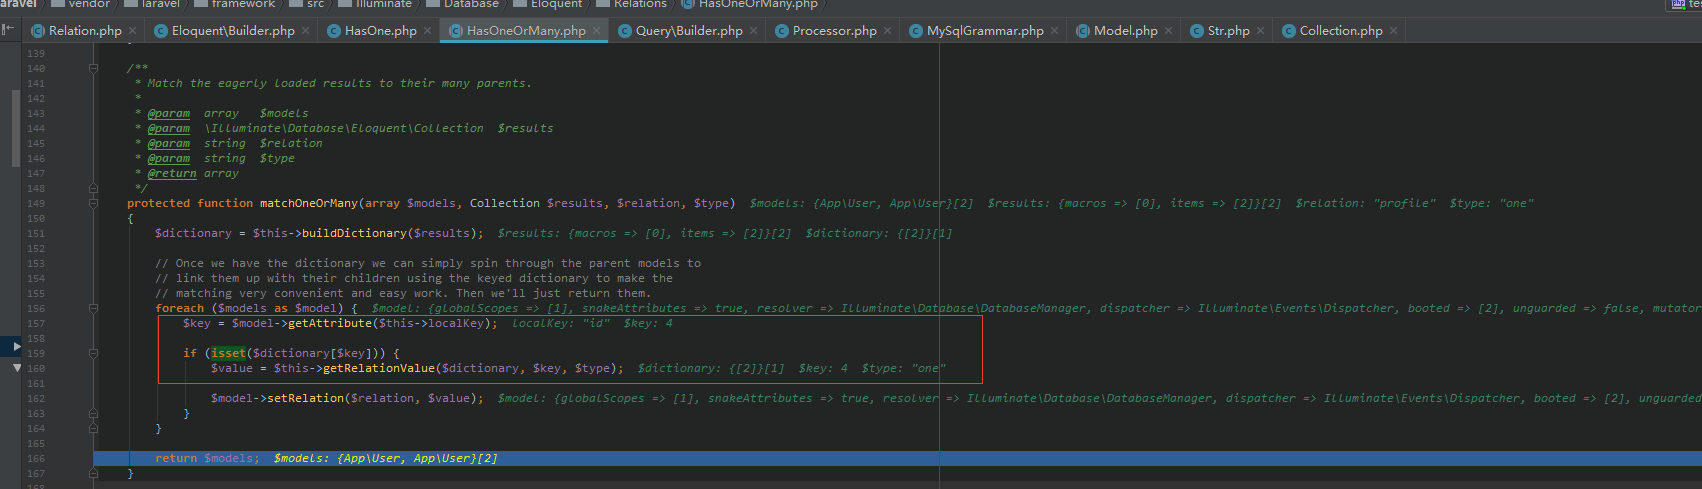 aravel vendor laravel framework src Illuminate Database Eloquent Relations HasOneOrMany.php
Relation.php Eloquent\Builder.php HasOne.php HasOneOrMany.php Query\Builder.php Processor.php MySqlGrammar.php Model.php Str.php Collection.php
139
140 /**
141 * Match the eagerly loaded results to their many parents.
142 *
143 * @param array $models
144 * @param \Illuminate\Database\Eloquent\Collection $results
145 * @param string $relation
146 * @param string $type
147 * @return array
148 */
149 protected function matchOneOrMany(array $models, Collection $results, $relation, $type) $models: {App\User, App\User}[2] $results: {macros => [0], items => [2]}[2] $relation: "profile" $type: "one"
150 {
151 $dictionary = $this->buildDictionary($results); $results: {macros => [0], items => [2]}[2] $dictionary: {[2]}[1]
152
153 // Once we have the dictionary we can simply spin through the parent models to
154 // link them up with their children using the keyed dictionary to make the
155 // matching very convenient and easy work. Then we'll just return them.
156 foreach ($models as $model) { $model: {globalScopes => [1], snakeAttributes => true, resolver => Illuminate\Database\DatabaseManager, dispatcher => Illuminate\Events\Dispatcher, booted => [2], unguarded => false, mutator
157 $key = $model->getAttribute($this->localKey); localKey: "id" $key: 4
158
159 if (isset($dictionary[$key])) {
160 $value = $this->getRelationValue($dictionary, $key, $type); $dictionary: {[2]}[1] $key: 4 $type: "one"
161
162 $model->setRelation($relation, $value); $model: {globalScopes => [1], snakeAttributes => true, resolver => Illuminate\Database\DatabaseManager, dispatcher => Illuminate\Events\Dispatcher, booted => [2], unguarded
163 }
164 }
165
166 return $models; $models: {App\User, App\User}[2]
167 }